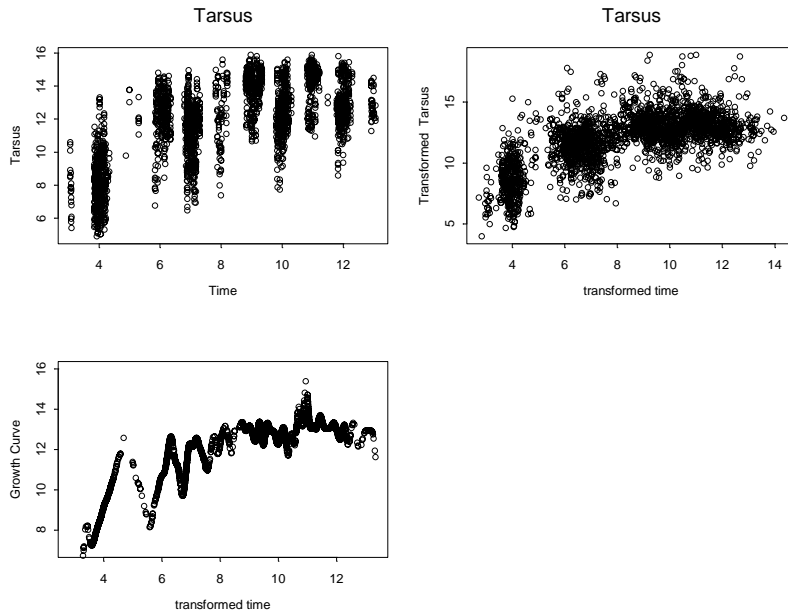 Tarsus
Tarsus
6 8 10 12 14 16
4 6 8 10 12
Time
Tarsus
5 10 15
4 6 8 10 12 14
transformed time
Transformed Tarsus
8 10 12 14 16
4 6 8 10 12
transformed time
Growth Curve